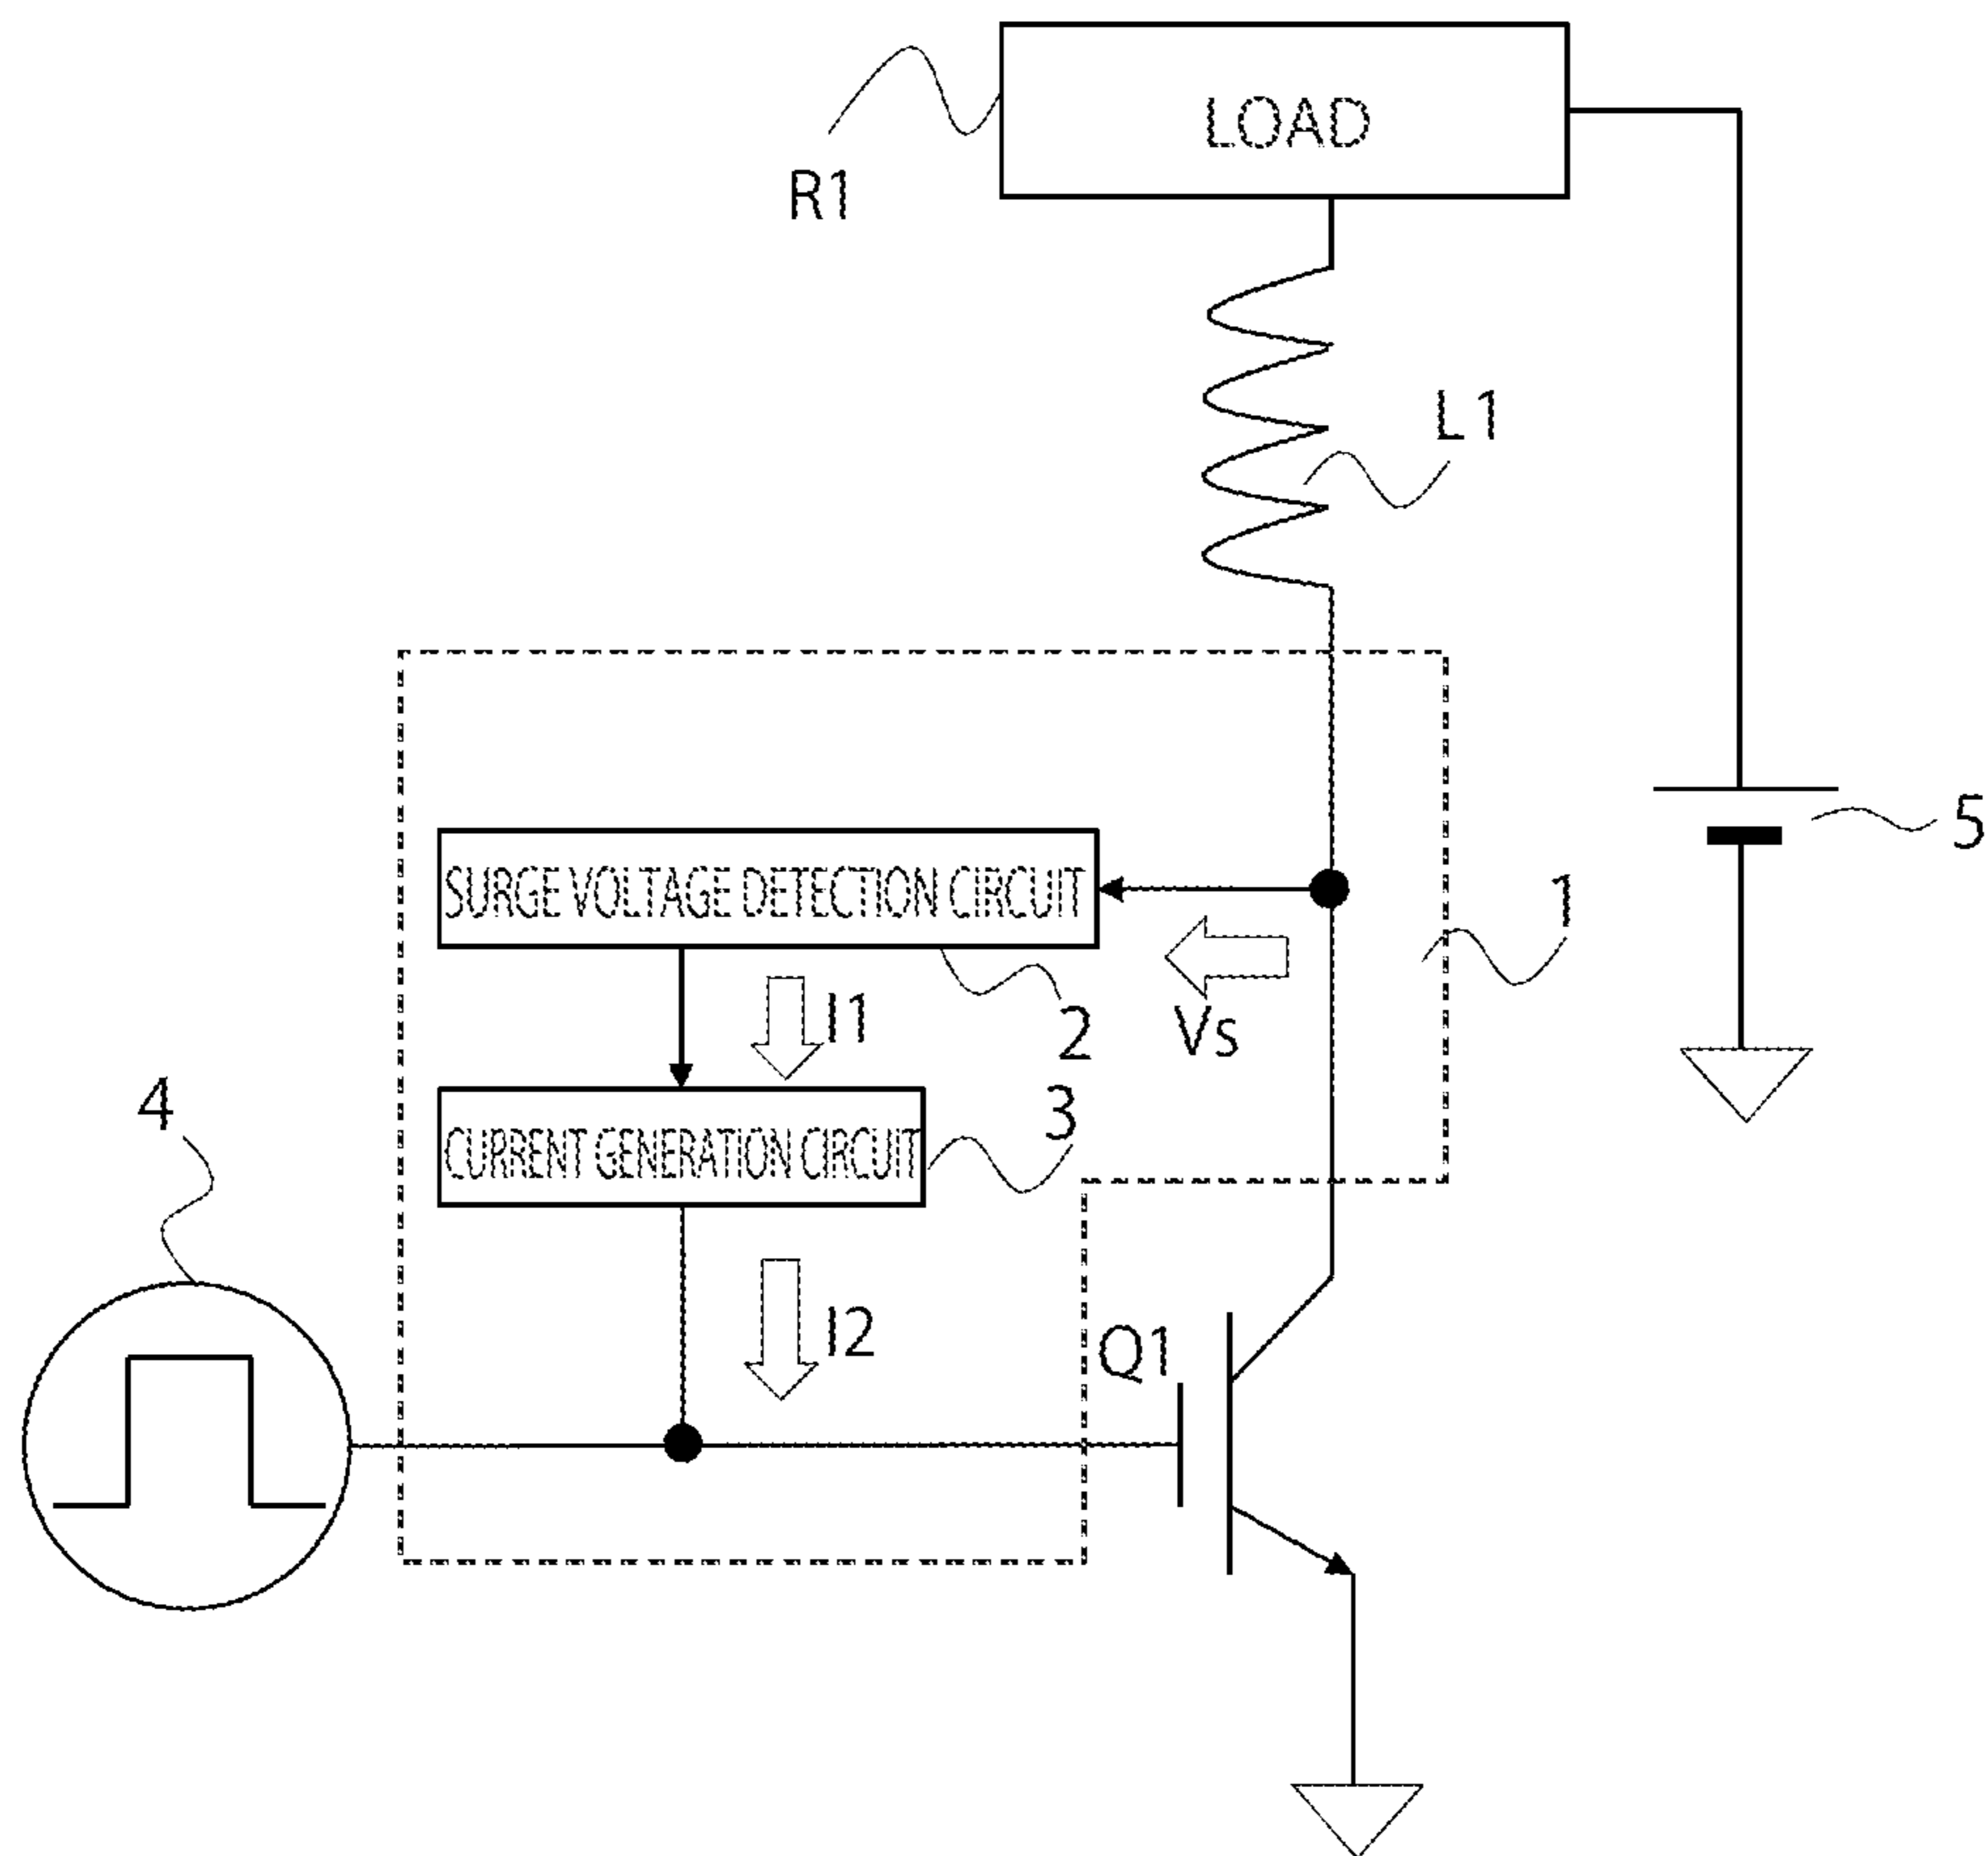 LOAD
R1
L1
5
SURGE VOLTAGE DETECTION CIRCUIT
1
I1
2
Vs
4
3
CURRENT GENERATION CIRCUIT
I2
Q1